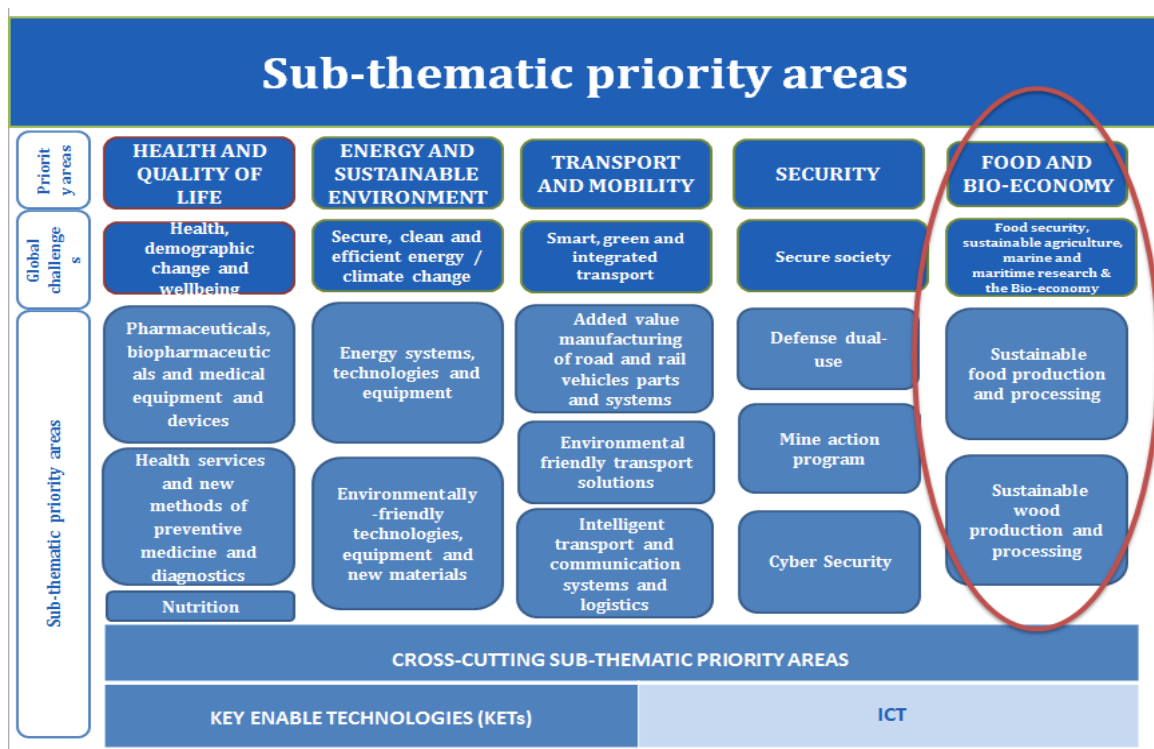 Sub-thematic priority areas
Priorit
y areas
HEALTH AND
QUALITY OF
LIFE
ENERGY AND
SUSTAINABLE
ENVIRONMENT
TRANSPORT
AND MOBILITY
SECURITY
FOOD AND
BIO-ECONOMY
Global
challenge
s
Health,
demographic
change and
wellbeing
Secure, clean and
efficient energy /
climate change
Smart, green and
integrated
transport
Secure society
Food security,
sustainable agriculture,
marine and
maritime research &
the Bio-economy
Sub-thematic priority areas
Pharmaceuticals,
biopharmaceutic
als and medical
equipment and
devices
Health services
and new
methods of
preventive
medicine and
diagnostics
Nutrition
Energy systems,
technologies and
equipment
Environmentally
-friendly
technologies,
equipment and
new materials
Added value
manufacturing
of road and rail
vehicles parts
and systems
Environmental
friendly transport
solutions
Intelligent
transport and
communication
systems and
logistics
Defense dual-
use
Mine action
program
Cyber Security
Sustainable
food production
and processing
Sustainable
wood
production and
processing
CROSS-CUTTING SUB-THEMATIC PRIORITY AREAS
KEY ENABLE TECHNOLOGIES (KETs)
ICT